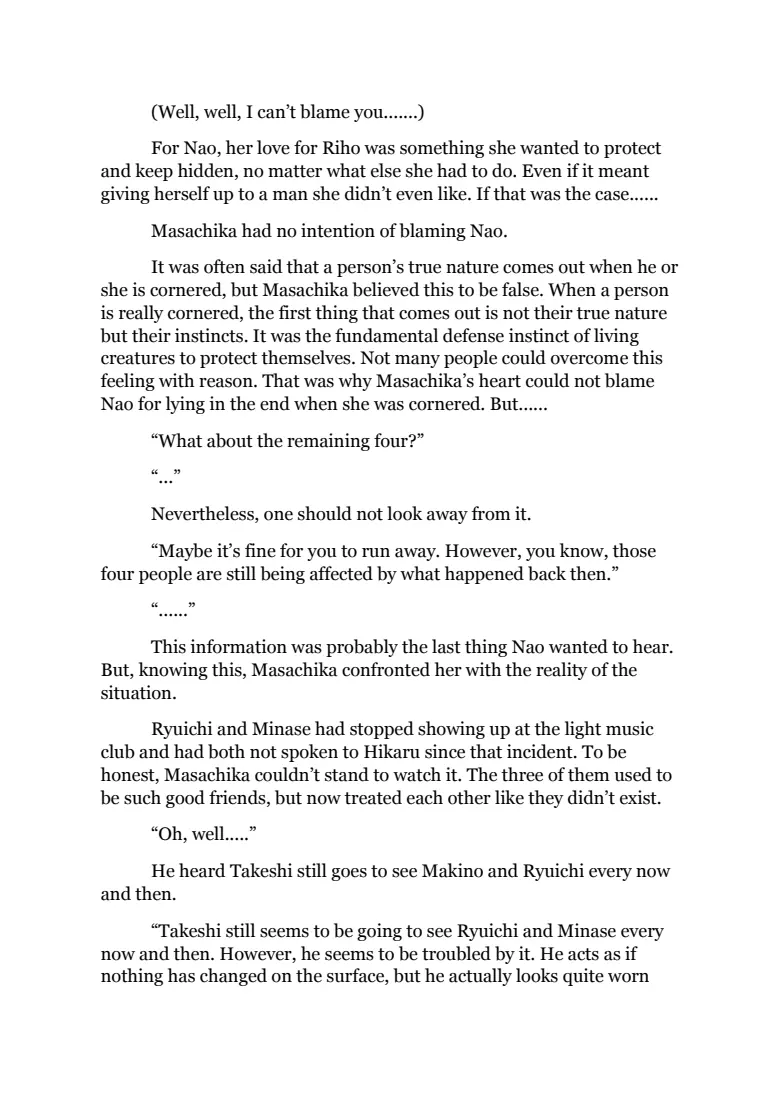 (Well, well, I can’t blame you.......)
For Nao, her love for Riho was something she wanted to protect
and keep hidden, no matter what else she had to do. Even if it meant
giving herself up to a man she didn’t even like. If that was the case......
Masachika had no intention of blaming Nao.
It was often said that a person’s true nature comes out when he or
she is cornered, but Masachika believed this to be false. When a person
is really cornered, the first thing that comes out is not their true nature
but their instincts. It was the fundamental defense instinct of living
creatures to protect themselves. Not many people could overcome this
feeling with reason. That was why Masachika’s heart could not blame
Nao for lying in the end when she was cornered. But......
“What about the remaining four?”
“...”
Nevertheless, one should not look away from it.
“Maybe it’s fine for you to run away. However, you know, those
four people are still being affected by what happened back then.”
“......”
This information was probably the last thing Nao wanted to hear.
But, knowing this, Masachika confronted her with the reality of the
situation.
Ryuichi and Minase had stopped showing up at the light music
club and had both not spoken to Hikaru since that incident. To be
honest, Masachika couldn’t stand to watch it. The three of them used to
be such good friends, but now treated each other like they didn’t exist.
“Oh, well.....”
He heard Takeshi still goes to see Makino and Ryuichi every now
and then.
“Takeshi still seems to be going to see Ryuichi and Minase every
now and then. However, he seems to be troubled by it. He acts as if
nothing has changed on the surface, but he actually looks quite worn